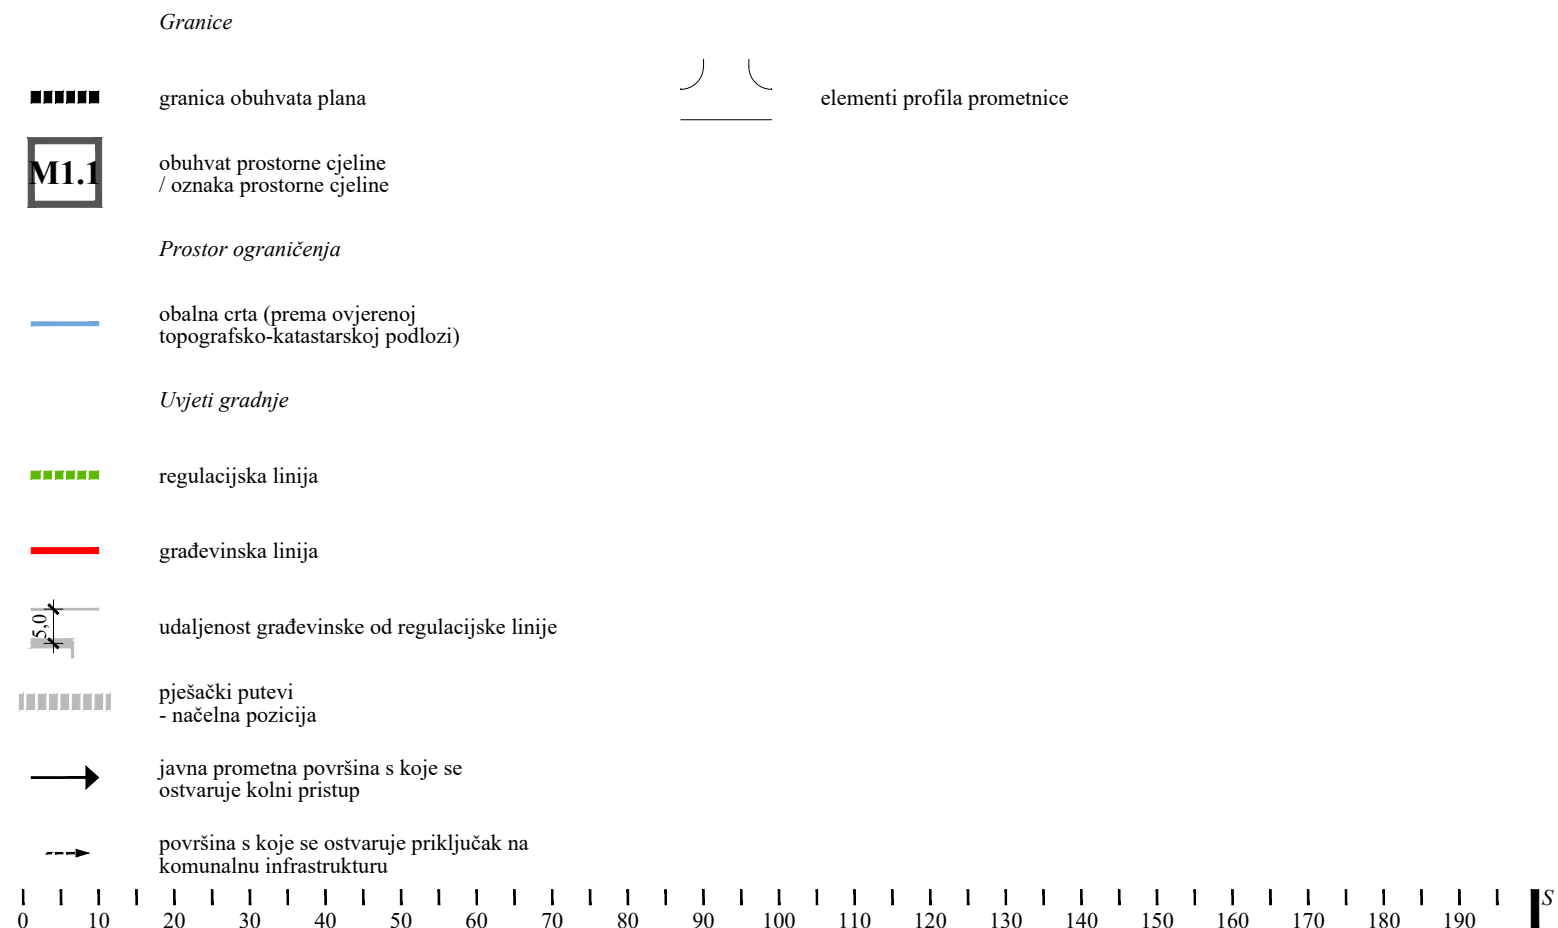 Granice
granica obuhvata plana
elementi profila prometnice
M1.1
obuhvat prostorne cjeline
/ oznaka prostorne cjeline
Prostor ograničenja
obalna crta (prema ovjerenoj
topografsko-katastarskoj podlozi)
Uvjeti gradnje
regulacijska linija
građevinska linija
5,0
udaljenost građevinske od regulacijske linije
pješački putevi
- načelna pozicija
javna prometna površina s koje se
ostvaruje kolni pristup
površina s koje se ostvaruje priključak na
komunalnu infrastrukturu
S
0 10 20 30 40 50 60 70 80 90 100 110 120 130 140 150 160 170 180 190